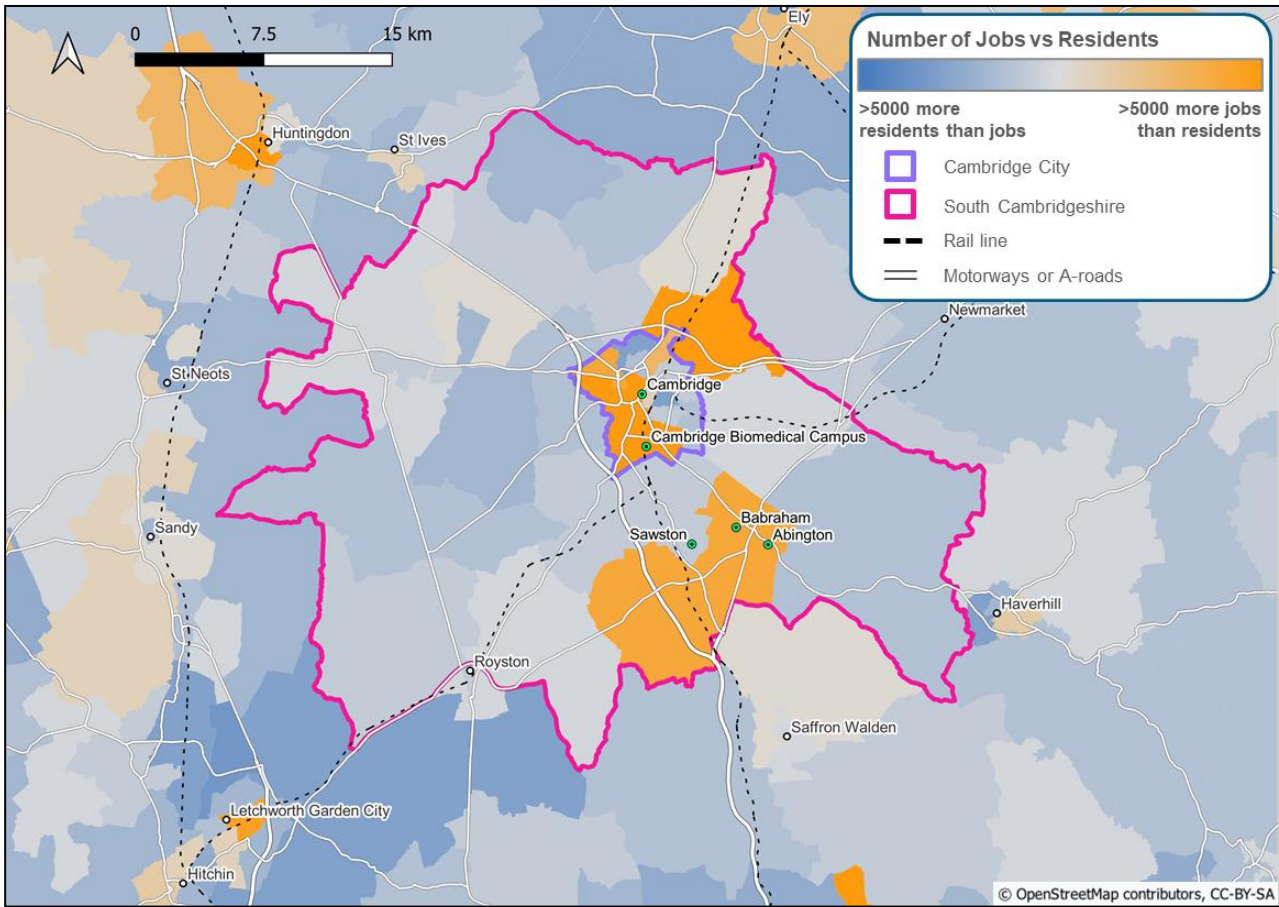 0 7.5 15 km
Ely
Number of Jobs vs Residents
>5000 more
residents than jobs
>5000 more jobs
than residents
Cambridge City
South Cambridgeshire
Rail line
Motorways or A-roads
Huntingdon
St Ives
Newmarket
St Neots
Cambridge
Cambridge Biomedical Campus
Babraham
Sandy
Sawston
Abington
Haverhill
Royston
Saffron Walden
Letchworth Garden City
Hitchin
© OpenStreetMap contributors, CC-BY-SA